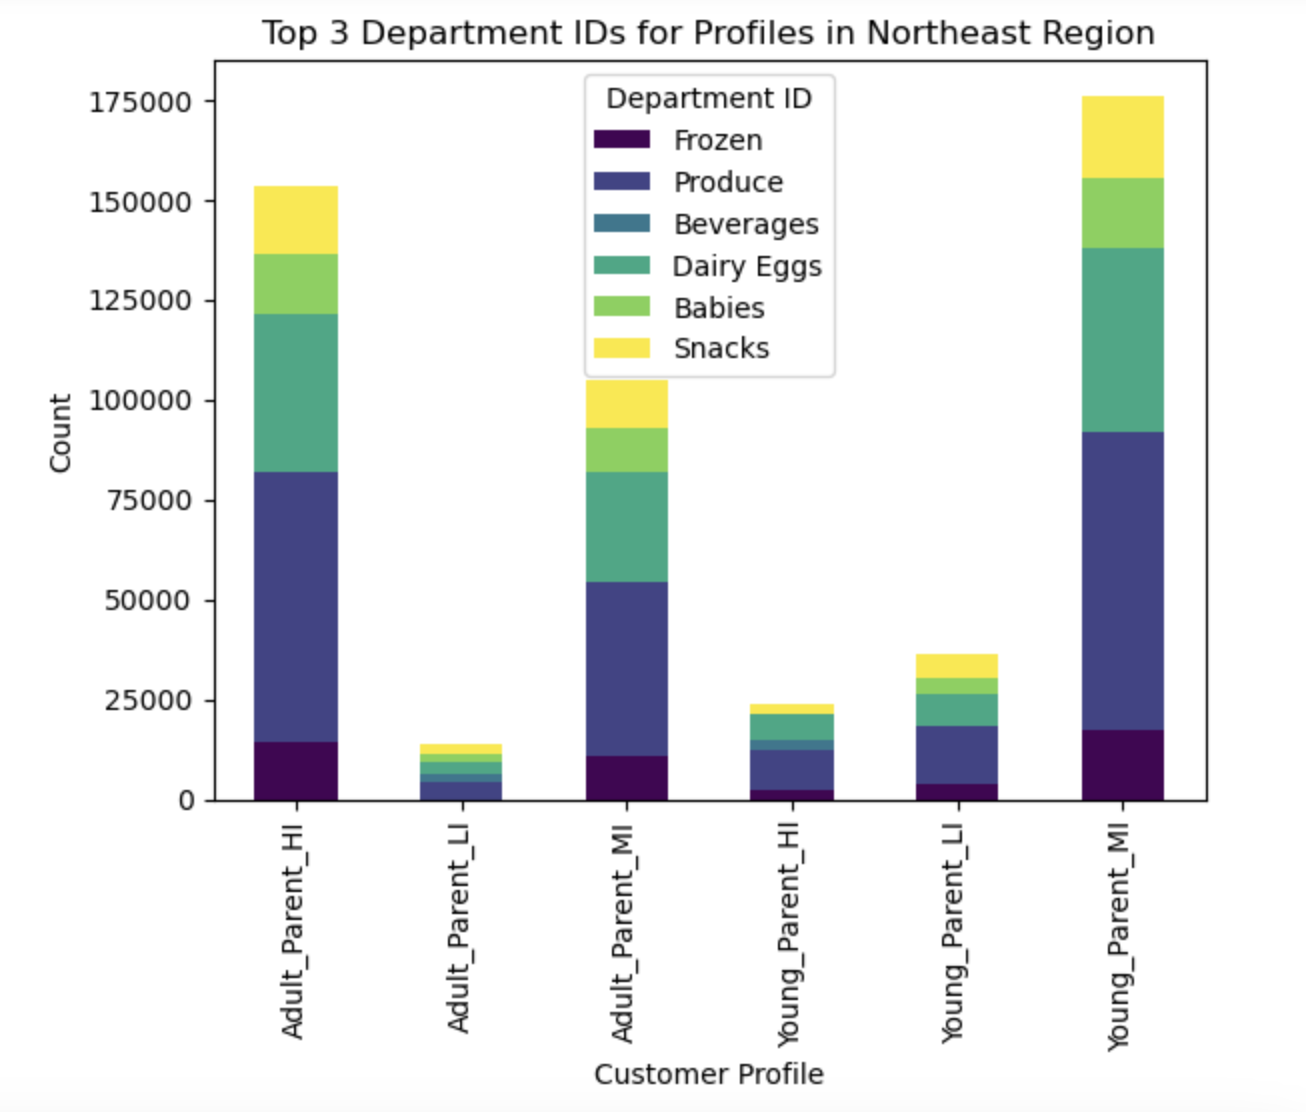 Top 3 Department IDs for Profiles in Northeast Region
Department ID
Frozen
Produce
Beverages
Dairy Eggs
Babies
Snacks
Count
175000
150000
125000
100000
75000
50000
25000
0
Adult_Parent_HI
Adult_Parent_LI
Adult_Parent_MI
Young_Parent_HI
Young_Parent_LI
Young_Parent_MI
Customer Profile